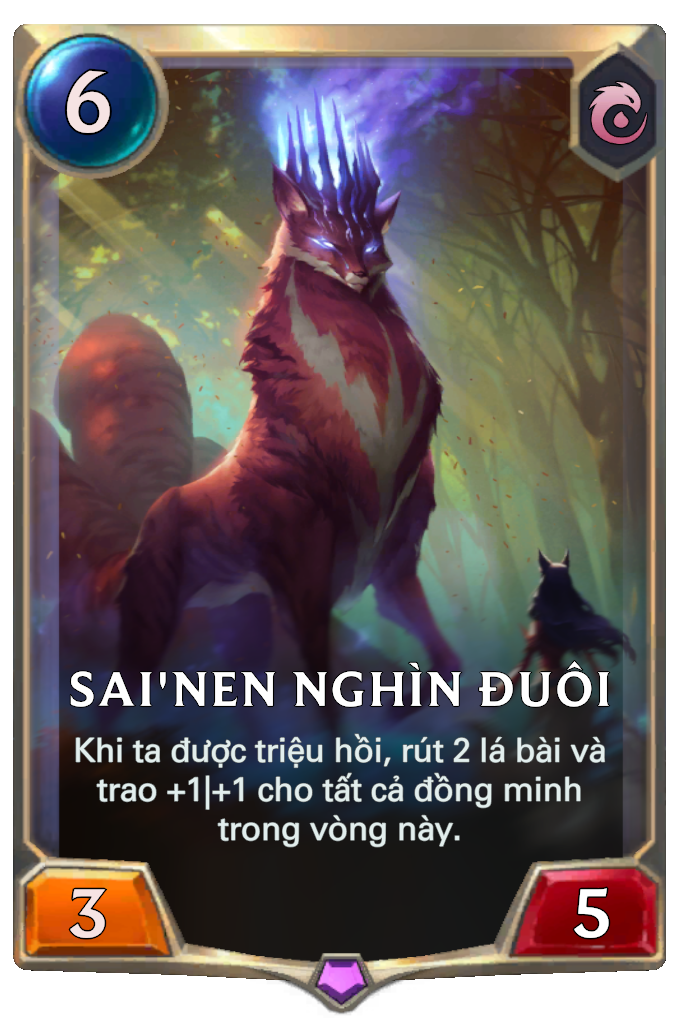 6
SAI'NEN NGHÌN ĐUÔI
Khi ta được triệu hồi, rút 2 lá bài và
trao +1|+1 cho tất cả đồng minh
trong vòng này.
3
5